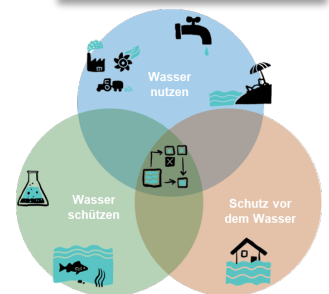 Wasser
nutzen
Wasser
schützen
Schutz vor
dem Wasser